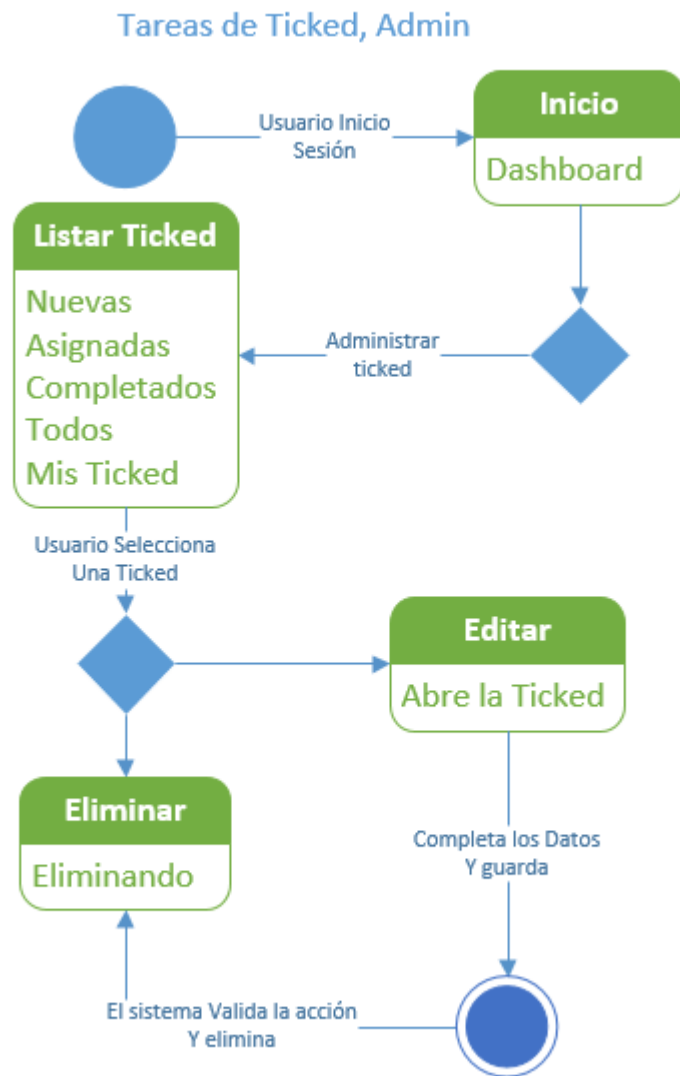 Tareas de Ticked, Admin
Usuario Inicio
Sesión
Inicio
Dashboard
Listar Ticked
Nuevas
Asignadas
Completados
Todos
Mis Ticked
Administrar
ticked
Usuario Selecciona
Una Ticked
Editar
Abre la Ticked
Eliminar
Eliminando
Completa los Datos
Y guarda
El sistema Valida la acción
Y elimina